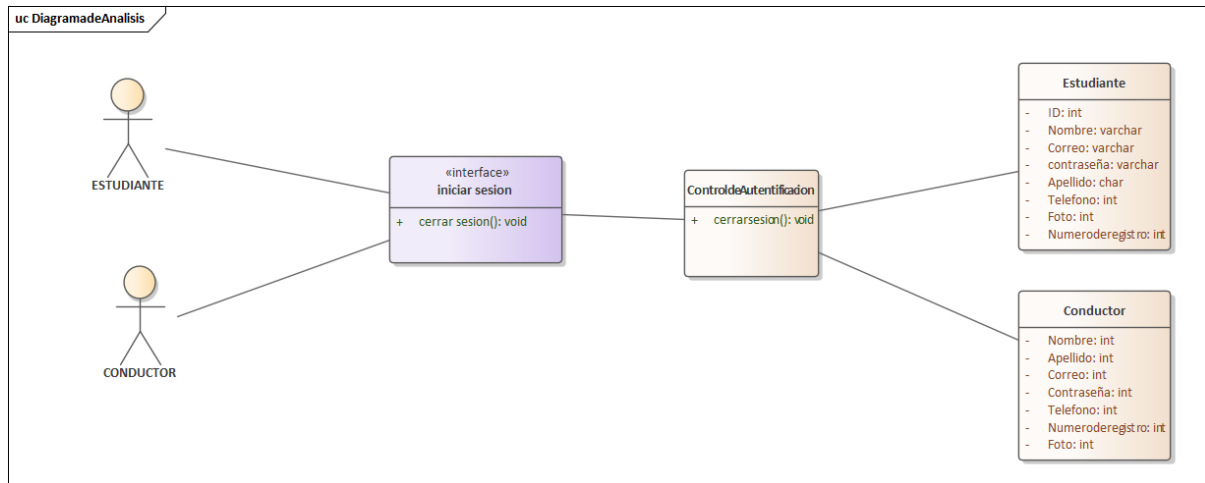 uc DiagramadeAnalisis
ESTUDIANTE
CONDUCTOR
«interface»
iniciar sesion
+ cerrar sesion(): void
ControldeAutentificadon
+ cerrarsesion(): void
Estudiante
- ID: int
- Nombre: varchar
- Correo: varchar
- contraseña: varchar
- Apellido: char
- Telefono: int
- Foto: int
- Numeroderegistro: int
Conductor
- Nombre: int
- Apellido: int
- Correo: int
- Contraseña: int
- Telefono: int
- Numeroderegistro: int
- Foto: int